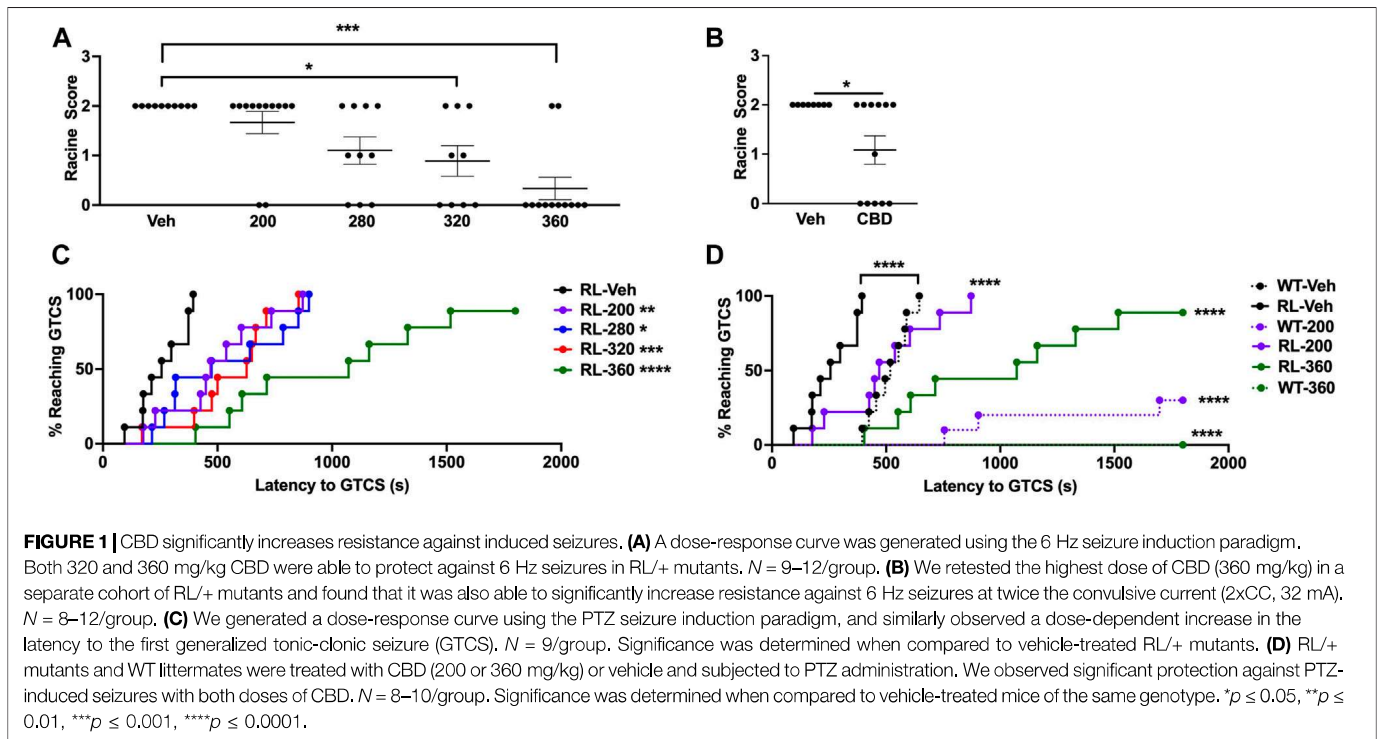 A
***
*
3
2
1
0
Racine Score
Veh 200 280 320 360
B
*
3
2
1
0
Racine Score
Veh CBD
C
100
50
0
% Reaching GTCS
0 500 1000 1500 2000
Latency to GTCS (s)
RL-Veh
RL-200 **
RL-280 *
RL-320 ***
RL-360 ****
D
****
****
****
****
****
100
50
0
% Reaching GTCS
0 500 1000 1500 2000
Latency to GTCS (s)
WT-Veh
RL-Veh
WT-200
RL-200
RL-360
WT-360
FIGURE 1 | CBD significantly increases resistance against induced seizures. (A) A dose-response curve was generated using the 6 Hz seizure induction paradigm.
Both 320 and 360 mg/kg CBD were able to protect against 6 Hz seizures in RL/+ mutants. N = 9–12/group. (B) We retested the highest dose of CBD (360 mg/kg) in a
separate cohort of RL/+ mutants and found that it was also able to significantly increase resistance against 6 Hz seizures at twice the convulsive current (2xCC, 32 mA).
N = 8–12/group. (C) We generated a dose-response curve using the PTZ seizure induction paradigm, and similarly observed a dose-dependent increase in the
latency to the first generalized tonic-clonic seizure (GTCS). N = 9/group. Significance was determined when compared to vehicle-treated RL/+ mutants. (D) RL/+
mutants and WT littermates were treated with CBD (200 or 360 mg/kg) or vehicle and subjected to PTZ administration. We observed significant protection against PTZ-
induced seizures with both doses of CBD. N = 8–10/group. Significance was determined when compared to vehicle-treated mice of the same genotype. *p ≤ 0.05, **p ≤
0.01, ***p ≤ 0.001, ****p ≤ 0.0001.